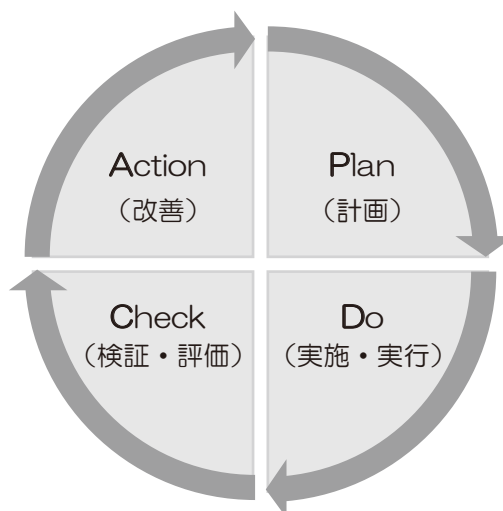 Action
（改善）
Plan
（計画）
Check
（検証・評価）
Do
（実施・実行）